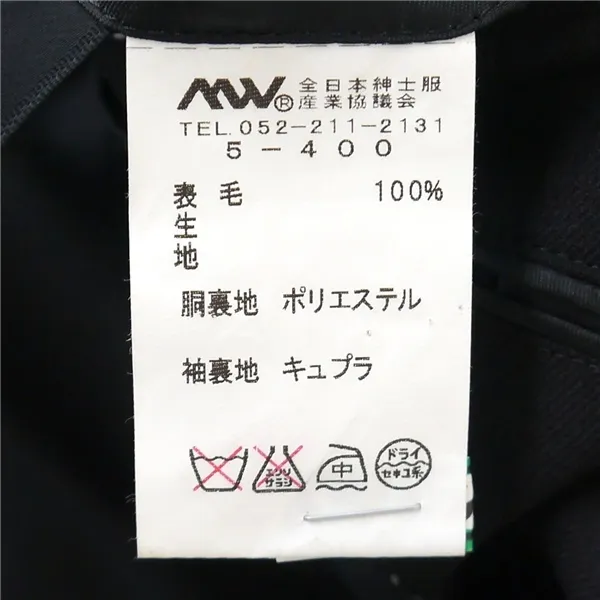 MW® 全日本紳士服
産業協議会
TEL.052-211-2131
5-400
表生地 毛 100%
胴裏地 ポリエステル
袖裏地 キュプラ
エンソ サラシ 中 ドライ セキユ系